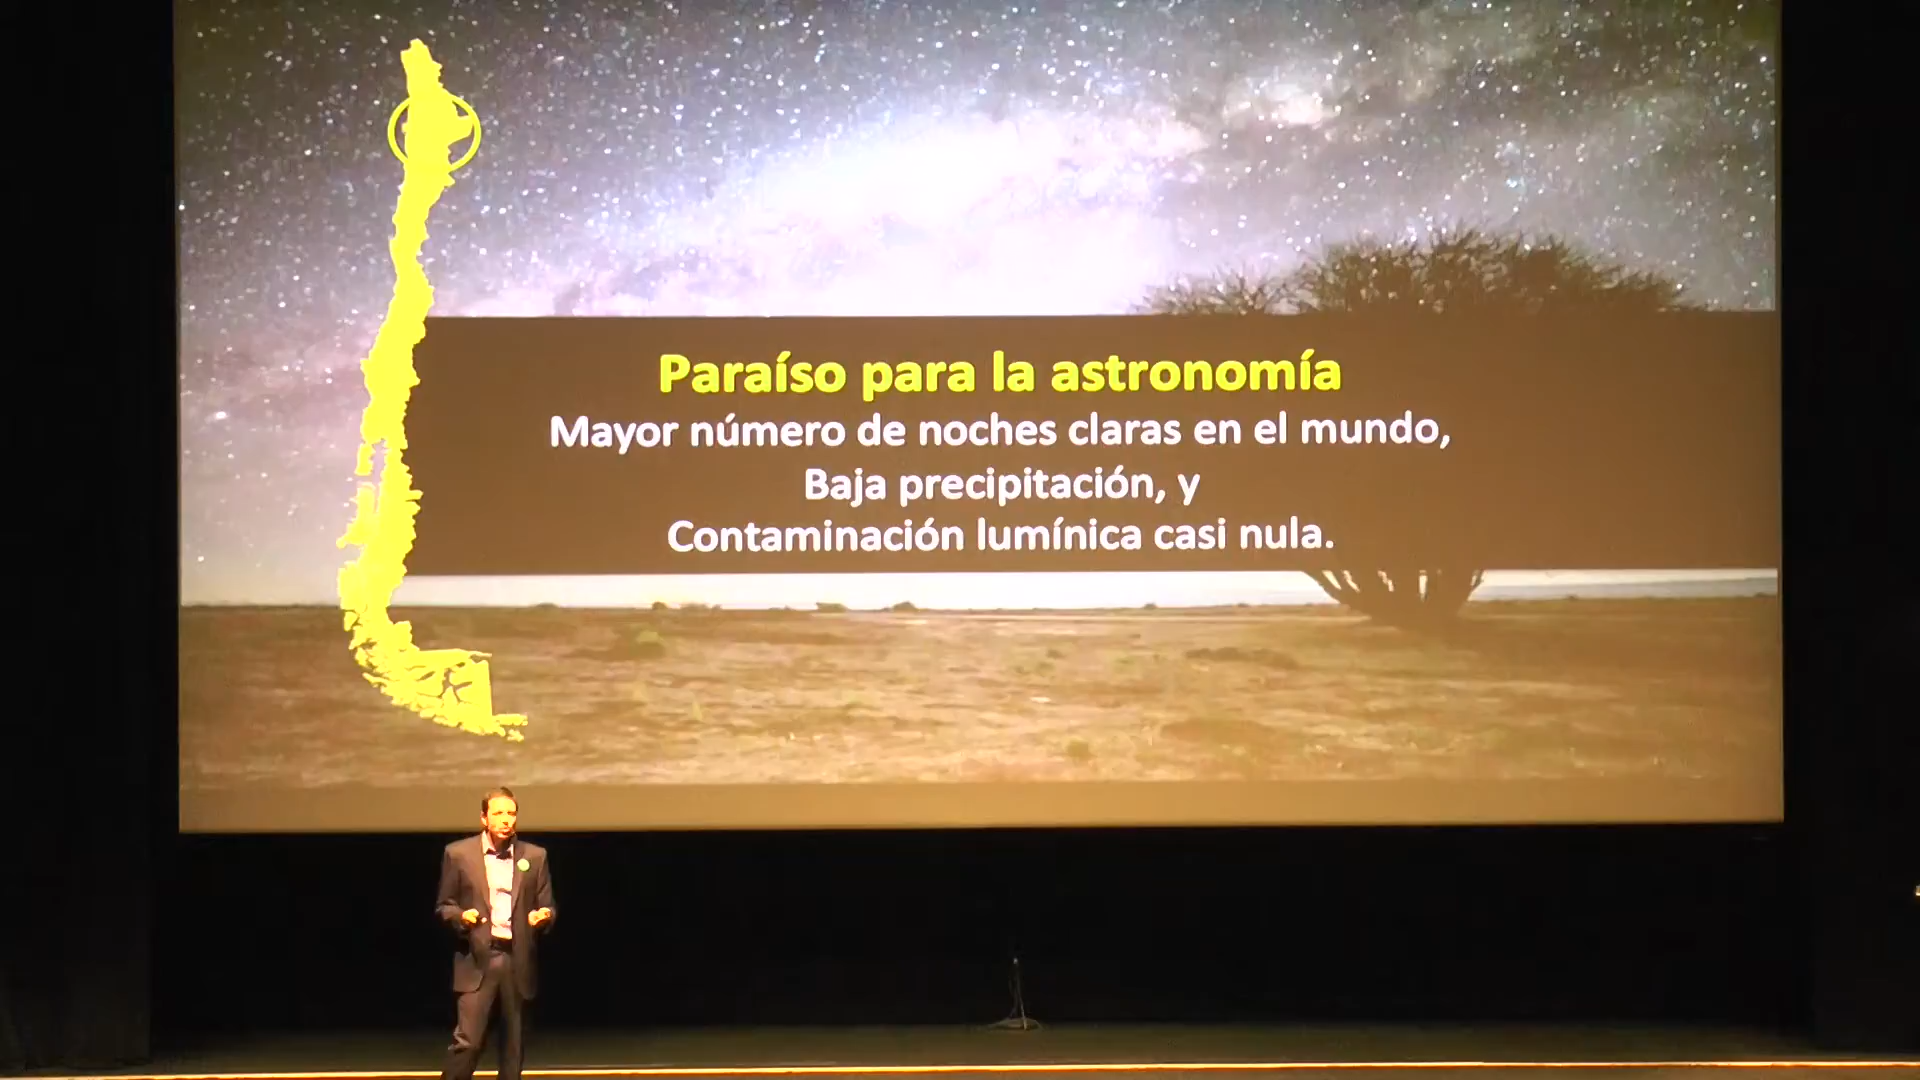 Paraíso para la astronomía
Mayor número de noches claras en el mundo,
Baja precipitación, y
Contaminación lumínica casi nula.